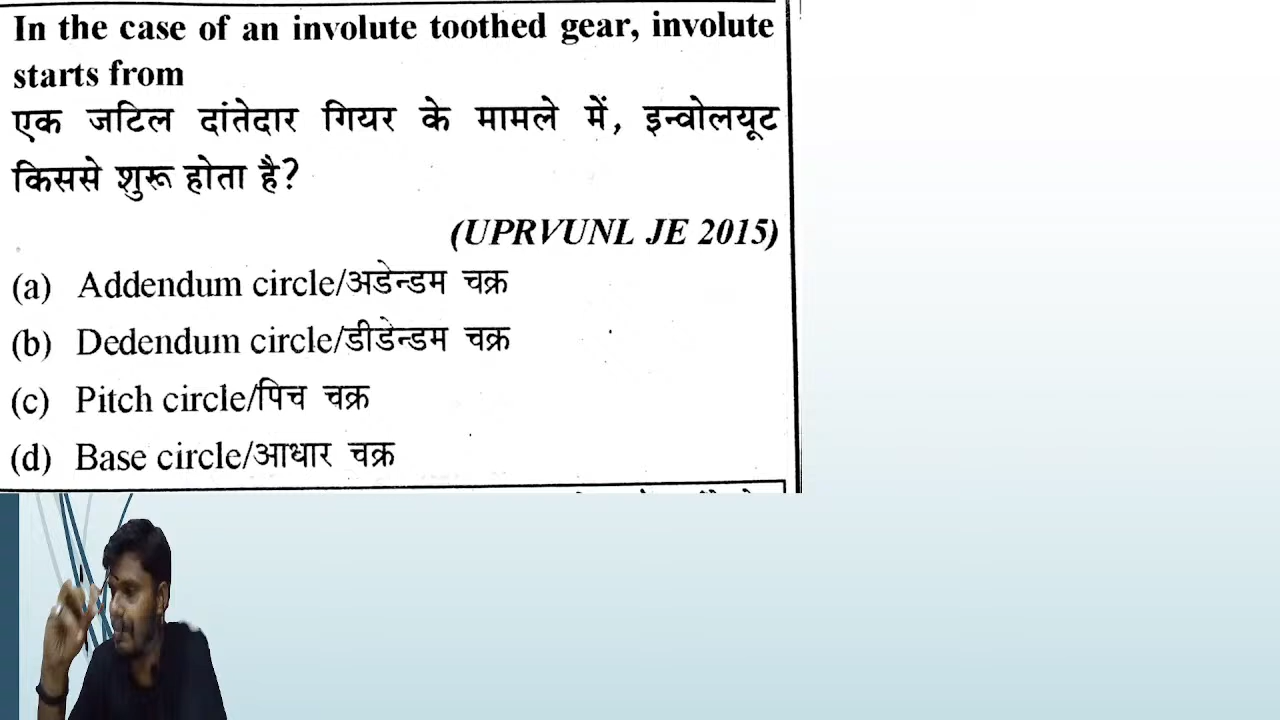 In the case of an involute toothed gear, involute
starts from
एक जटिल दांतेदार गियर के मामले में, इन्वोलयूट
किससे शुरू होता है?
(UPRVUNL JE 2015)
(a) Addendum circle/अडेन्डम चक्र
(b) Dedendum circle/डीडेन्डम चक्र
(c) Pitch circle/पिच चक्र
(d) Base circle/आधार चक्र